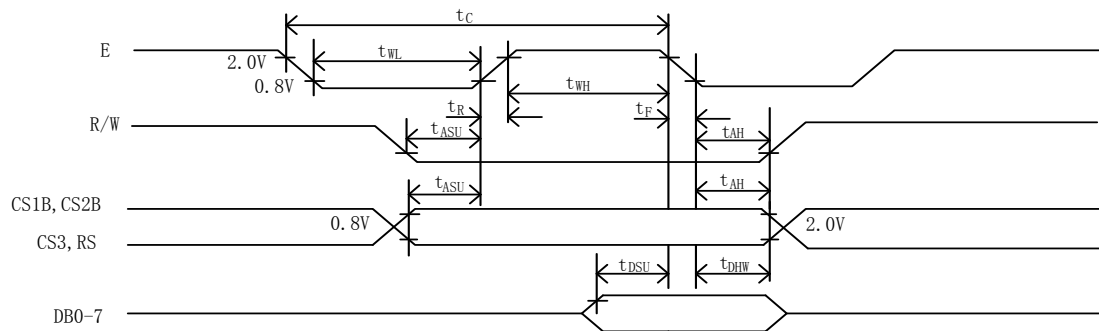 tC
E
tWL
2.0V
0.8V
tWH
tR
tF
R/W
tASU
tAH
tASU
tAH
CS1B,CS2B
0.8V
2.0V
CS3,RS
tDSU
tDHW
DB0-7